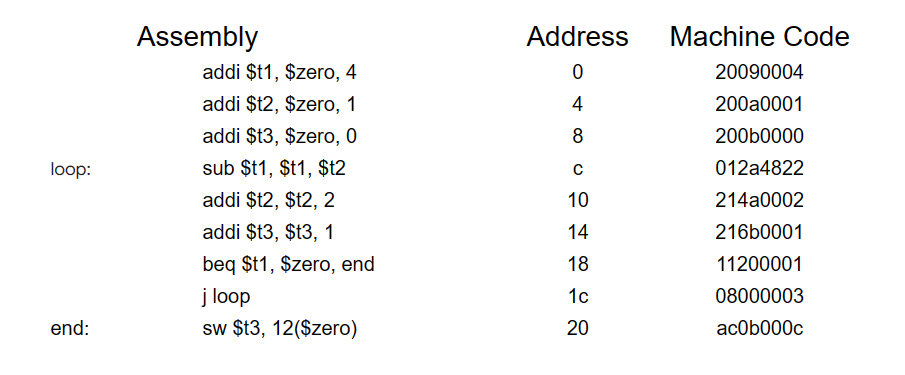 Assembly Address Machine Code
addi $t1, $zero, 4 0 20090004
addi $t2, $zero, 1 4 200a0001
addi $t3, $zero, 0 8 200b0000
loop: sub $t1, $t1, $t2 c 012a4822
addi $t2, $t2, 2 10 214a0002
addi $t3, $t3, 1 14 216b0001
beq $t1, $zero, end 18 11200001
j loop 1c 08000003
end: sw $t3, 12($zero) 20 ac0b000c